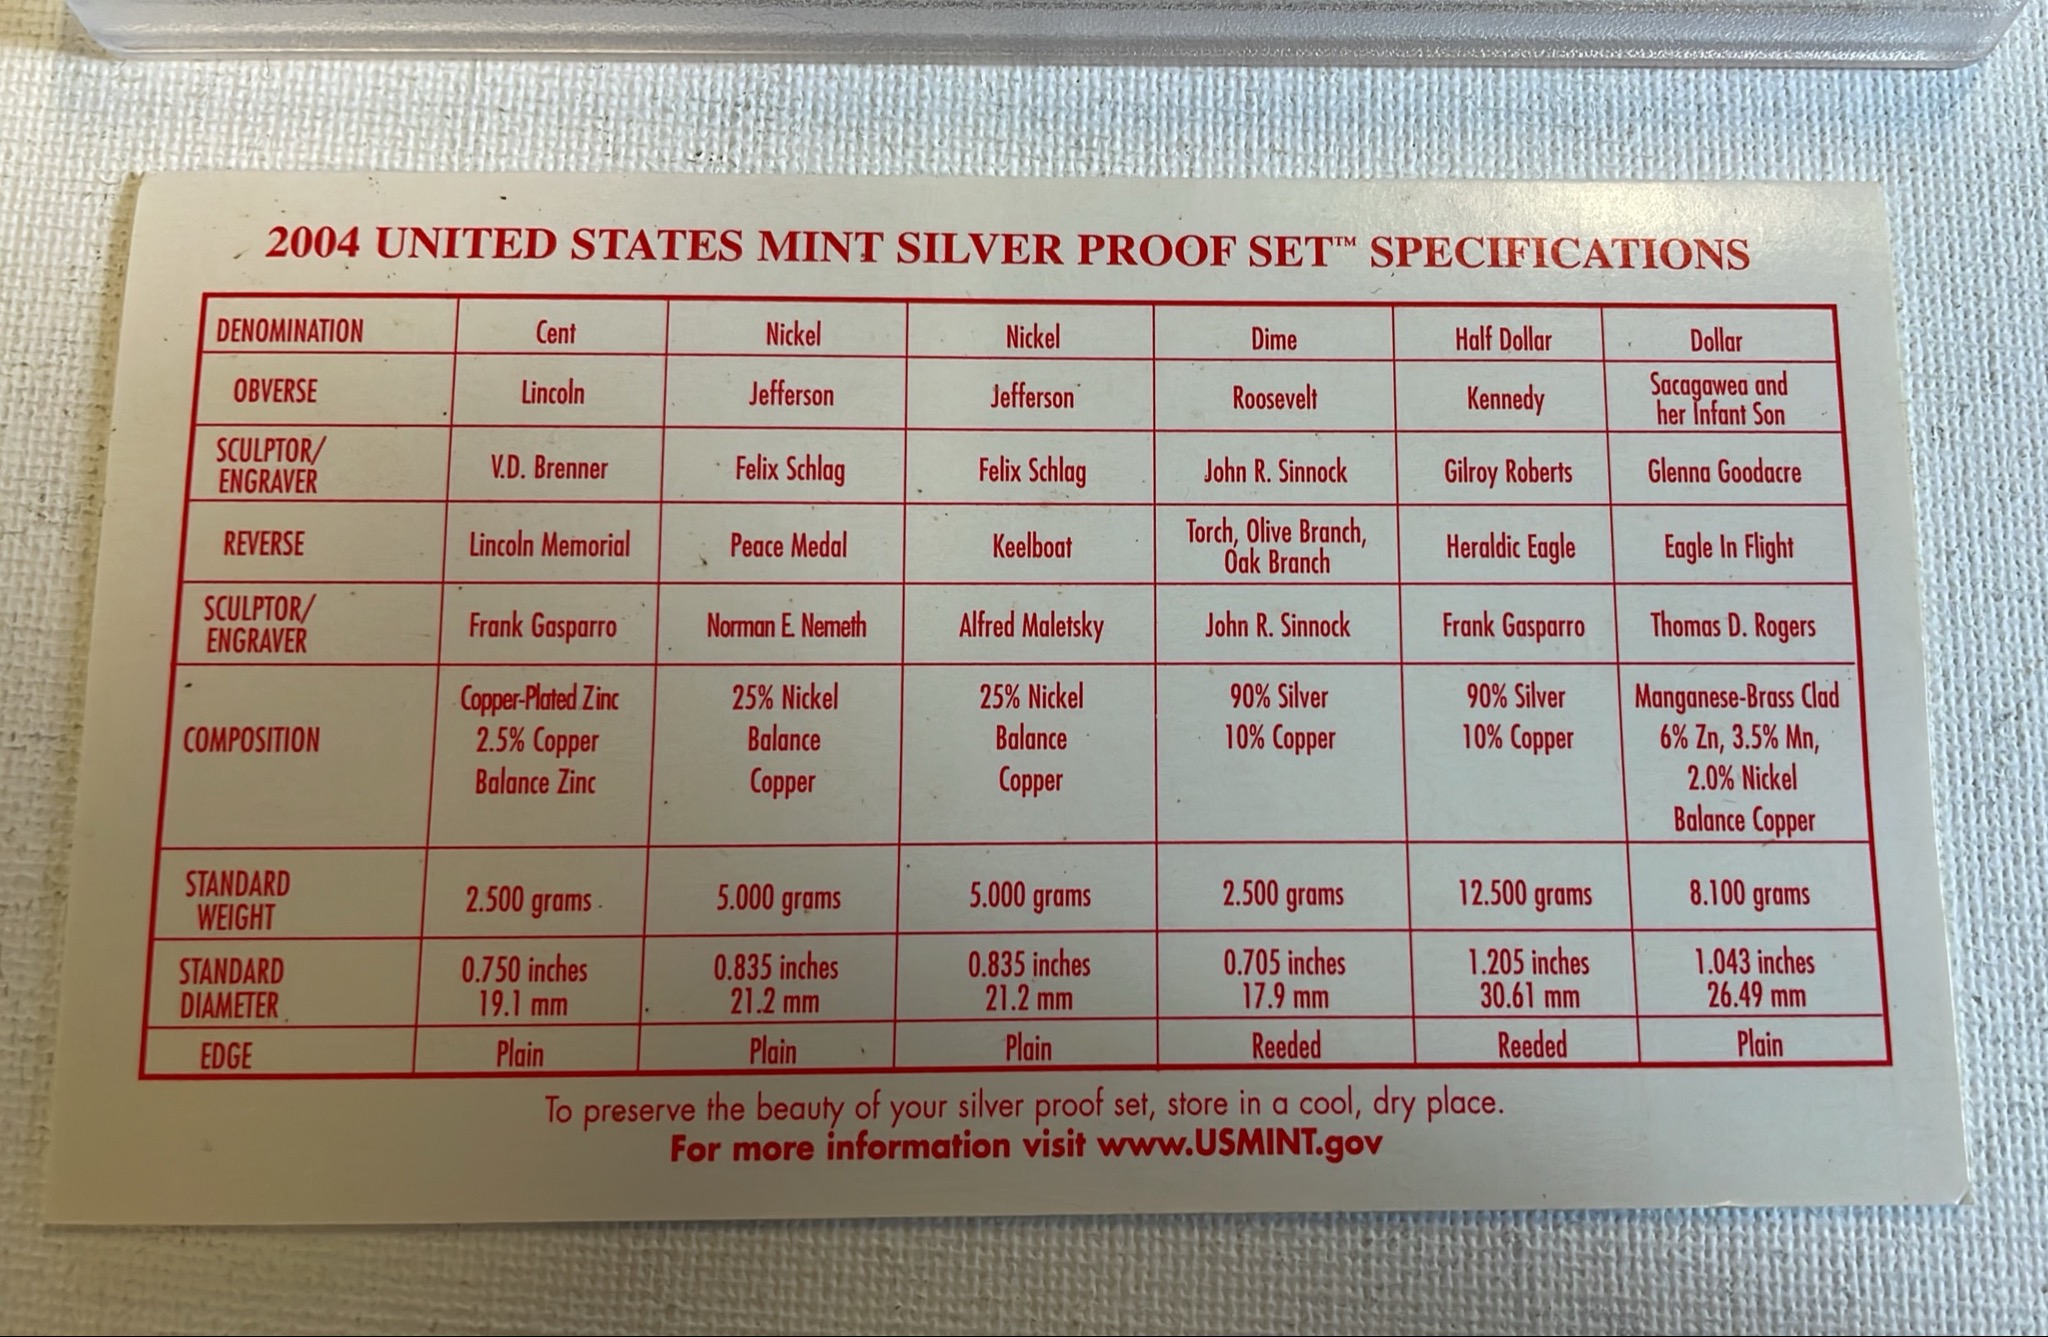 2004 UNITED STATES MINT SILVER PROOF SET™ SPECIFICATIONS
DENOMINATION Cent Nickel Nickel Dime Half Dollar Dollar
OBVERSE Lincoln Jefferson Jefferson Roosevelt Kennedy Sacagawea and
her Infant Son
SCULPTOR/
ENGRAVER V.D. Brenner Felix Schlag Felix Schlag John R. Sinnock Gilroy Roberts Glenna Goodacre
REVERSE Lincoln Memorial Peace Medal Keelboat Torch, Olive Branch, Heraldic Eagle Eagle In Flight
Oak Branch
SCULPTOR/
ENGRAVER Frank Gasparro Norman E. Nemeth Alfred Maletsky John R. Sinnock Frank Gasparro Thomas D. Rogers
Copper-Plated Zinc 25% Nickel 25% Nickel 90% Silver 90% Silver Manganese-Brass Clad
COMPOSITION 2.5% Copper Balance Balance 10% Copper 10% Copper 6% Zn, 3.5% Mn,
Balance Zinc Copper Copper 2.0% Nickel
Balance Copper
STANDARD
WEIGHT 2.500 grams 5.000 grams 5.000 grams 2.500 grams 12.500 grams 8.100 grams
STANDARD 0.750 inches 0.835 inches 0.835 inches 0.705 inches 1.205 inches 1.043 inches
DIAMETER 19.1 mm 21.2 mm 21.2 mm 17.9 mm 30.61 mm 26.49 mm
EDGE Plain Plain Plain Reeded Reeded Plain
To preserve the beauty of your silver proof set, store in a cool, dry place.
For more information visit www.USMINT.gov